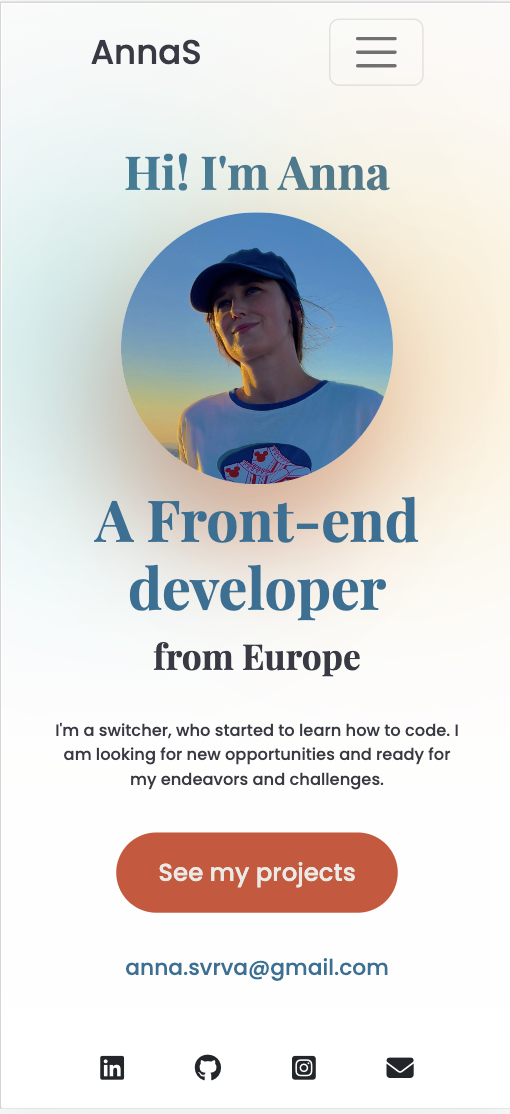 AnnaS
Hi! I'm Anna
A Front-end
developer
from Europe
I'm a switcher, who started to learn how to code. I
am looking for new opportunities and ready for
my endeavors and challenges.
See my projects
anna.svrva@gmail.com
in